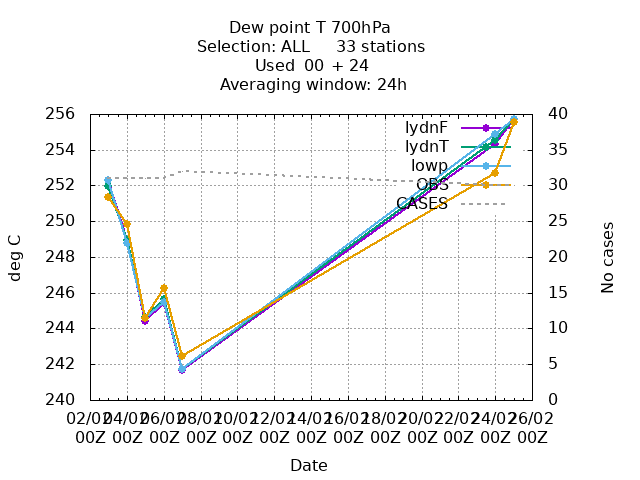 Dew point T 700hPa
Selection: ALL 33 stations
Used 00 + 24
Averaging window: 24h
256 40
254 35
252 30
250 25
248 20
246 15
244 10
242 5
240 0
lydnF
lydnT
lowp
OBS
CASES
deg C
No cases
02/02 04/02 06/02 08/02 10/02 12/02 14/02 16/02 18/02 20/02 22/02 24/02 26/02
00Z 00Z 00Z 00Z 00Z 00Z 00Z 00Z 00Z 00Z 00Z 00Z 00Z
Date